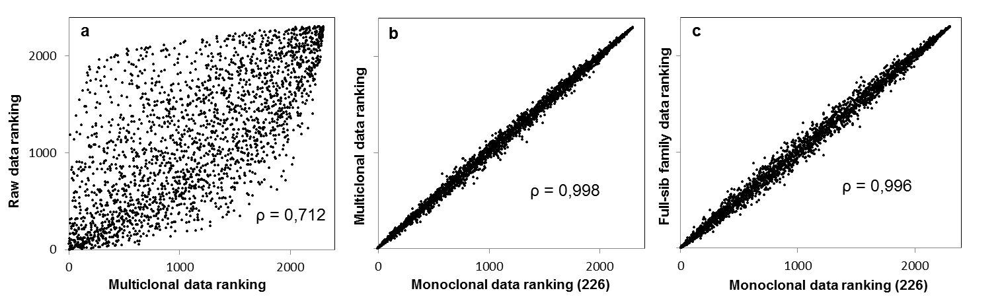 a
Raw data ranking
2000
1000
0
ρ = 0,712
0 1000 2000
Multiclonal data ranking
b
Multiclonal data ranking
ρ = 0,998
0 1000 2000
Monoclonal data ranking (226)
c
Full-sib family data ranking
ρ = 0,996
0 1000 2000
Monoclonal data ranking (226)